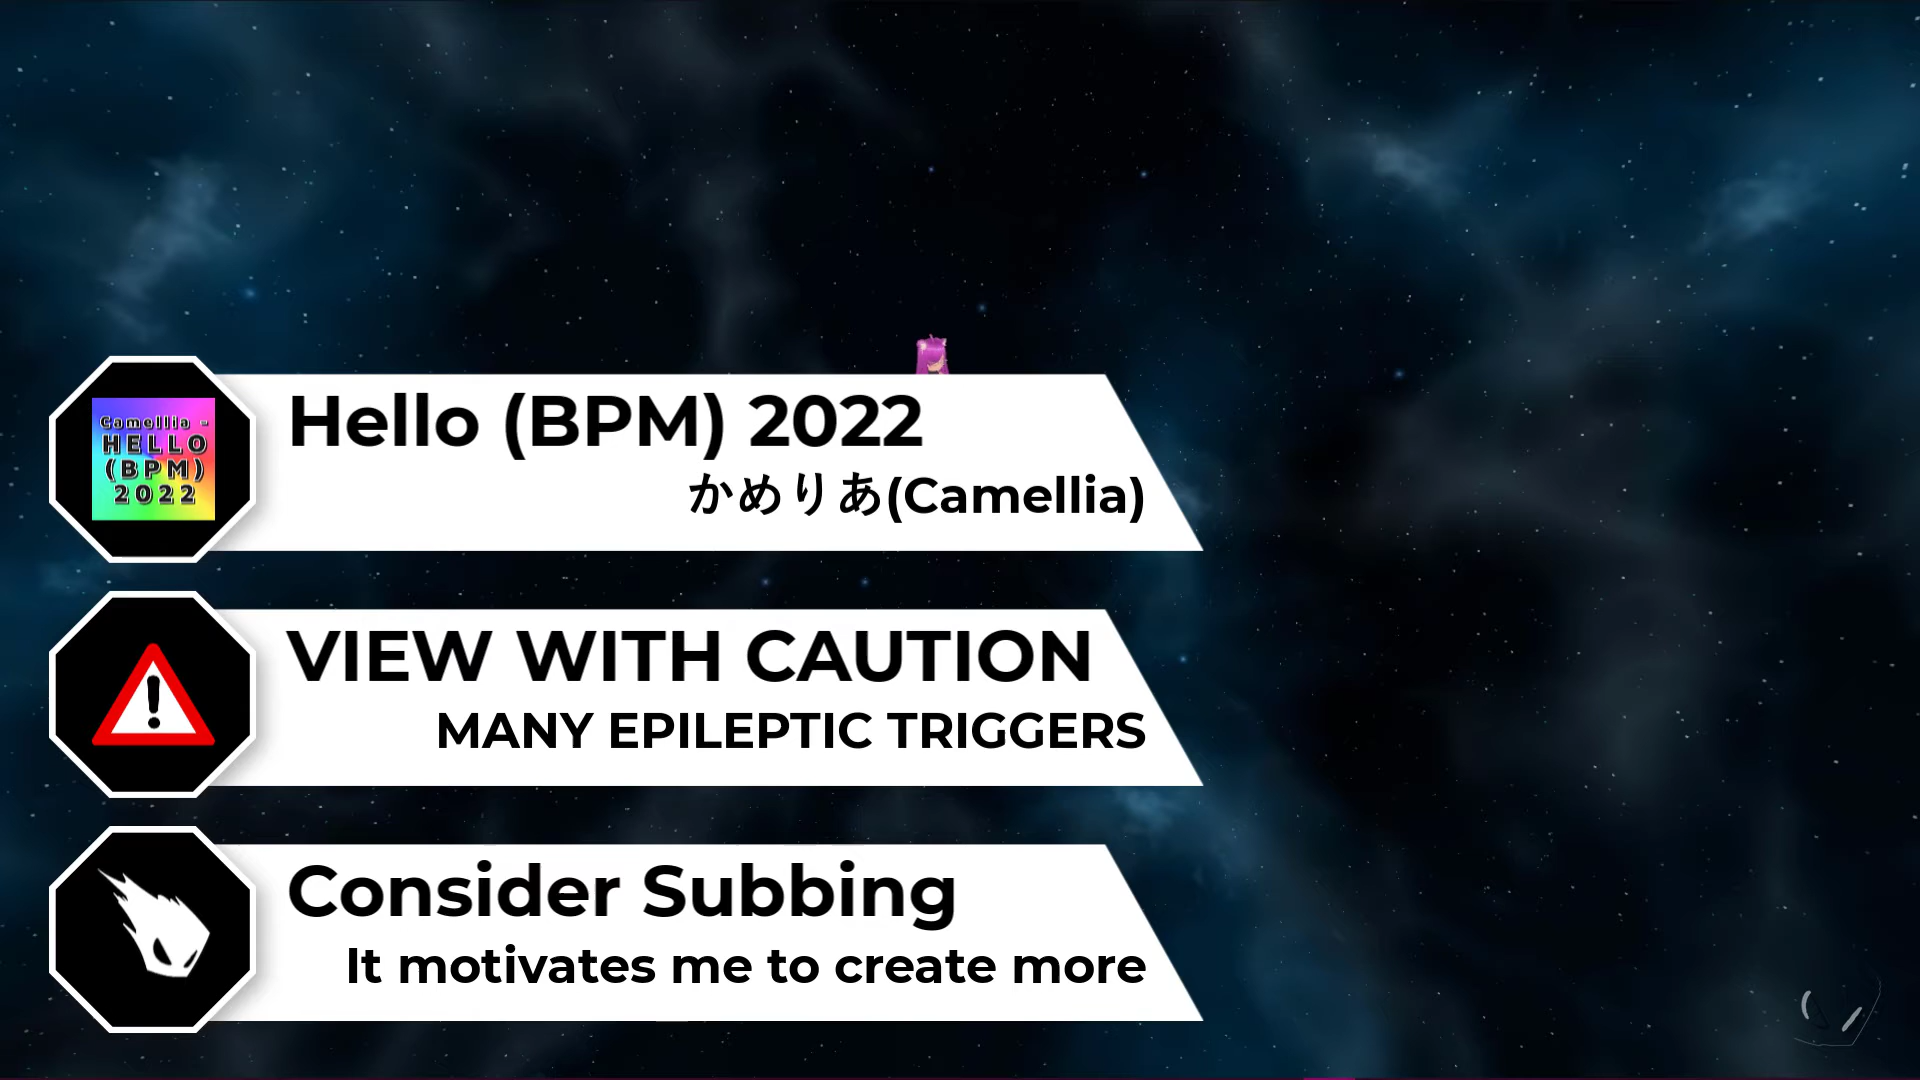 Camellia -
HELLO
(BPM)
2022
Hello (BPM) 2022
かめりあ(Camellia)
VIEW WITH CAUTION
MANY EPILEPTIC TRIGGERS
Consider Subbing
It motivates me to create more